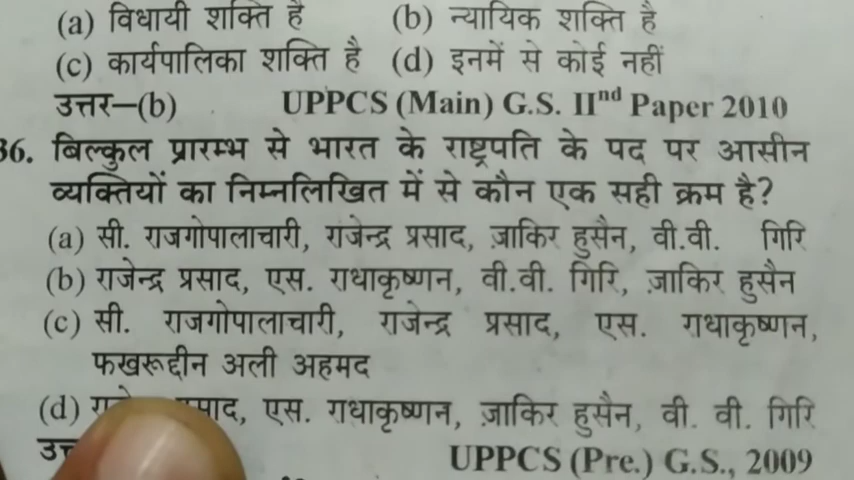 (a) विधायी शक्ति है (b) न्यायिक शक्ति है
(c) कार्यपालिका शक्ति है (d) इनमें से कोई नहीं
उत्तर–(b) UPPCS (Main) G.S. IInd Paper 2010
36. बिल्कुल प्रारम्भ से भारत के राष्ट्रपति के पद पर आसीन
व्यक्तियों का निम्नलिखित में से कौन एक सही क्रम है?
(a) सी. राजगोपालाचारी, राजेन्द्र प्रसाद, ज़ाकिर हुसैन, वी.वी. गिरि
(b) राजेन्द्र प्रसाद, एस. राधाकृष्णन, वी.वी. गिरि, ज़ाकिर हुसैन
(c) सी. राजगोपालाचारी, राजेन्द्र प्रसाद, एस. राधाकृष्णन,
फखरूद्दीन अली अहमद
(d) एस. राधाकृष्णन, ज़ाकिर हुसैन, वी. वी. गिरि
UPPCS (Pre.) G.S., 2009